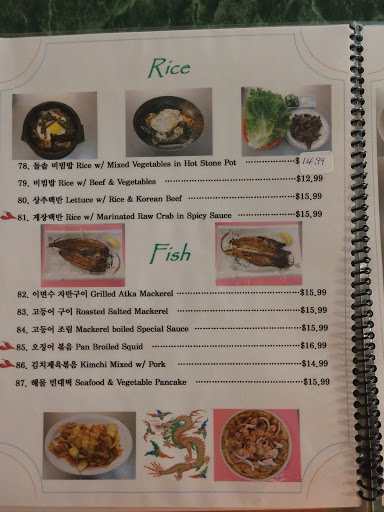 Rice
78. 돌솥 비빔밥 Rice w/ Mixed Vegetables in Hot Stone Pot $14.99
79. 비빔밥 Rice w/ Beef & Vegetables $12,99
80. 상추백반 Lettuce w/ Rice & Korean Beef $15,99
81. 게장백반 Rice w/ Marinated Raw Crab in Spicy Sauce $15,99
Fish
82. 이면수 자반구이 Grilled Atka Mackerel $15,99
83. 고등어 구이 Roasted Salted Mackerel $15,99
84. 고등어 조림 Mackerel boiled Special Sauce $15,99
85. 오징어 볶음 Pan Broiled Squid $16,99
86. 김치제육볶음 Kimchi Mixed w/ Pork $14,99
87. 해물 빈대떡 Seafood & Vegetable Pancake $15,99